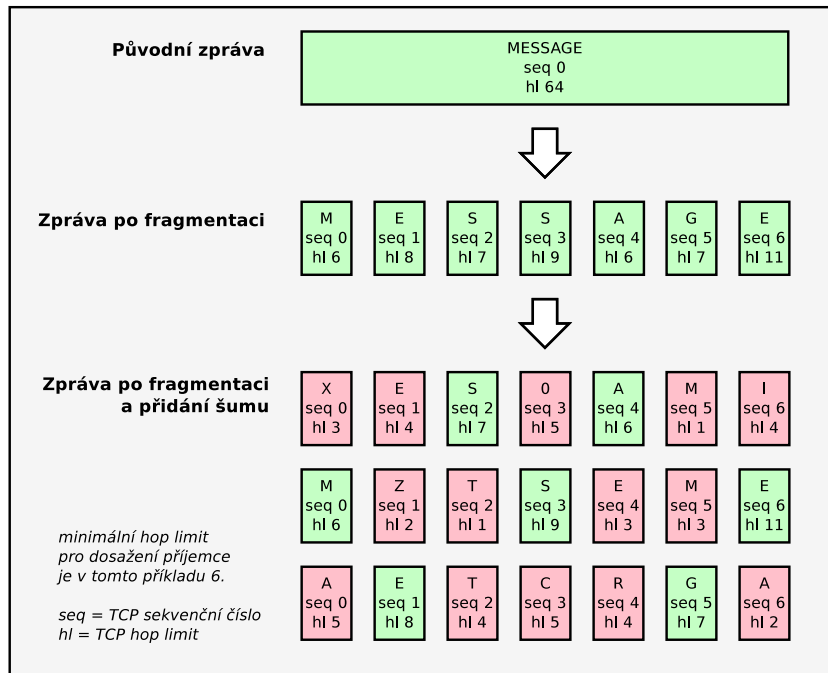 Původní zpráva
MESSAGE
seq 0
hl 64
Zpráva po fragmentaci
M E S S A G E
seq 0 seq 1 seq 2 seq 3 seq 4 seq 5 seq 6
hl 6 hl 8 hl 7 hl 9 hl 6 hl 7 hl 11
Zpráva po fragmentaci
a přidání šumu
X E S 0 A M I
seq 0 seq 1 seq 2 seq 3 seq 4 seq 5 seq 6
hl 3 hl 4 hl 7 hl 5 hl 6 hl 1 hl 4
M Z T S E M E
seq 0 seq 1 seq 2 seq 3 seq 4 seq 5 seq 6
hl 6 hl 2 hl 1 hl 9 hl 3 hl 3 hl 11
A E T C R G A
seq 0 seq 1 seq 2 seq 3 seq 4 seq 5 seq 6
hl 5 hl 8 hl 4 hl 5 hl 4 hl 7 hl 2
minimální hop limit
pro dosažení příjemce
je v tomto příkladu 6.
seq = TCP sekvenční číslo
hl = TCP hop limit